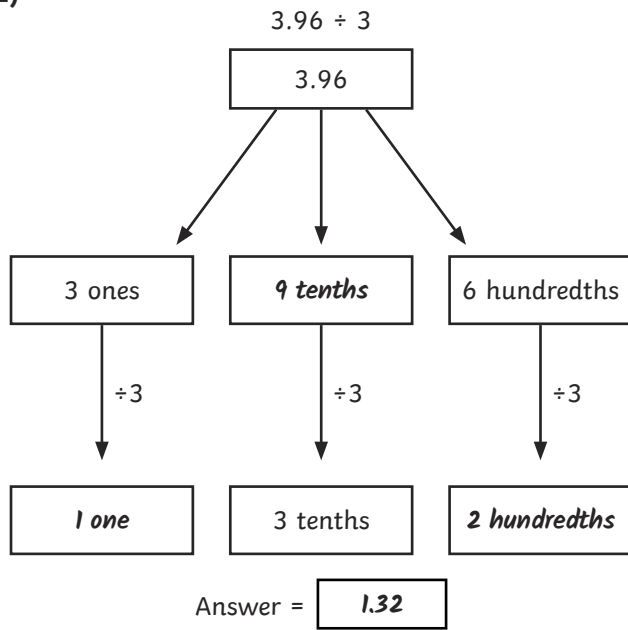 3.96 ÷ 3
3.96
3 ones
9 tenths
6 hundredths
÷3
÷3
÷3
1 one
3 tenths
2 hundredths
Answer = 1.32